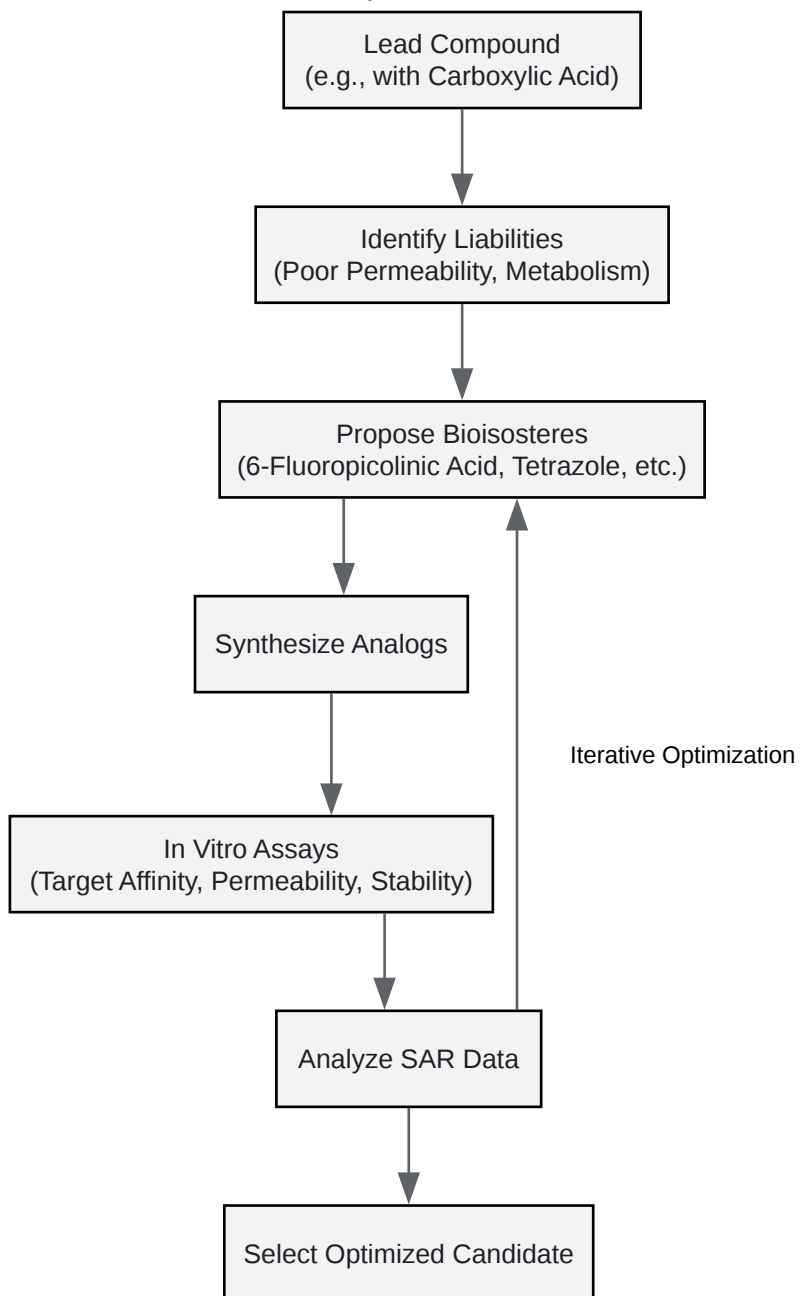 Lead Compound
(e.g., with Carboxylic Acid)
Identify Liabilities
(Poor Permeability, Metabolism)
Propose Bioisosteres
(6-Fluoropicolinic Acid, Tetrazole, etc.)
Synthesize Analogs
Iterative Optimization
In Vitro Assays
(Target Affinity, Permeability, Stability)
Analyze SAR Data
Select Optimized Candidate